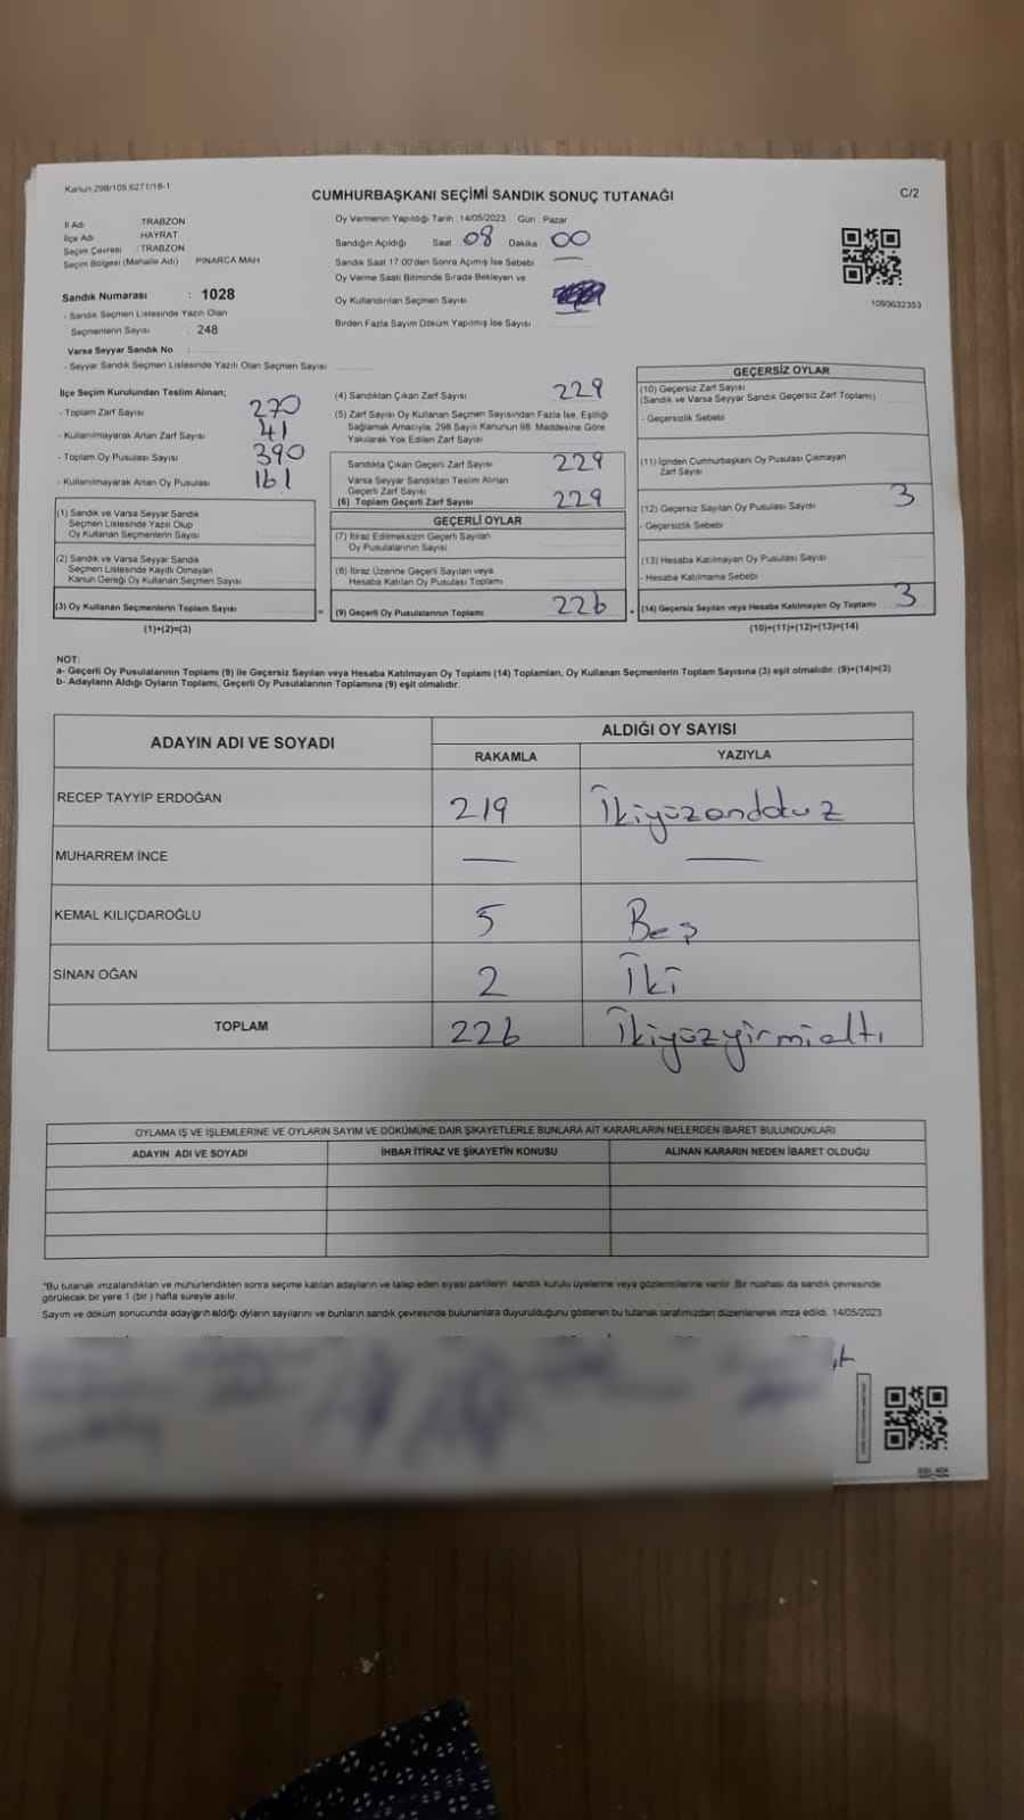 Kanun 298/105,6271/18-1
CUMHURBAŞKANI SEÇİMİ SANDIK SONUÇ TUTANAĞI
C/2
İl Adı TRABZON
İlçe Adı HAYRAT
Seçim Çevresi : TRABZON
Seçim Bölgesi (Mahalle Adı) PINARCA MAH
Sandık Numarası : 1028
- Sandık Seçmen Listesinde Yazılı Olan
Seçmenlerin Sayısı 248
Varsa Seyyar Sandık No :
- Seyyar Sandık Seçmen Listesinde Yazılı Olan Seçmen Sayısı
Oy Vermenin Yapıldığı Tarih : 14/05/2023 Gün : Pazar
Sandığın Açıldığı Saat 08 Dakika 00
Sandık Saat 17:00'den Sonra Açmış İse Sebebi —
Oy Verme Saati Bitiminde Sırada Bekleyen ve
Oy Kullandırılan Seçmen Sayısı
Birden Fazla Sayım Döküm Yapılmış İse Sayısı
1093632353
İlçe Seçim Kurulundan Teslim Alınan;
- Toplam Zarf Sayısı 270
- Kullanılmayarak Artan Zarf Sayısı 41
- Toplam Oy Pusulası Sayısı 390
- Kullanılmayarak Artan Oy Pusulası 161
(1) Sandık ve Varsa Seyyar Sandık
Seçmen Listesinde Yazılı Olup
Oy Kullanan Seçmenlerin Sayısı
(2) Sandık ve Varsa Seyyar Sandık
Seçmen Listesinde Kayıtlı Olmayan
Kanun Gereği Oy Kullanan Seçmen Sayısı
(3) Oy Kullanan Seçmenlerin Toplam Sayısı
(1)+(2)=(3)
(4) Sandıktan Çıkan Zarf Sayısı 229
(5) Zarf Sayısı Oy Kullanan Seçmen Sayısından Fazla İse, Eşitliği
Sağlamak Amacıyla, 298 Sayılı Kanunun 98. Maddesine Göre
Yakılarak Yok Edilen Zarf Sayısı
Sandıkta Çıkan Geçerli Zarf Sayısı 229
Varsa Seyyar Sandıktan Teslim Alınan
Geçerli Zarf Sayısı
(6) Toplam Geçerli Zarf Sayısı 229
GEÇERLİ OYLAR
(7) İtiraz Edilmeksizin Geçerli Sayılan
Oy Pusulalarının Sayısı
(8) İtiraz Üzerine Geçerli Sayılan veya
Hesaba Katılan Oy Pusulası Toplamı
= (9) Geçerli Oy Pusulalarının Toplamı 226
GEÇERSİZ OYLAR
(10) Geçersiz Zarf Sayısı
(Sandık ve Varsa Seyyar Sandık Geçersiz Zarf Toplamı)
- Geçersizlik Sebebi
(11) İçinden Cumhurbaşkanı Oy Pusulası Çıkmayan
Zarf Sayısı
(12) Geçersiz Sayılan Oy Pusulası Sayısı 3
- Geçersizlik Sebebi
(13) Hesaba Katılmayan Oy Pusulası Sayısı
- Hesaba Katılmama Sebebi
+ (14) Geçersiz Sayılan veya Hesaba Katılmayan Oy Toplamı 3
(10)+(11)+(12)+(13)=(14)
NOT:
a- Geçerli Oy Pusulalarının Toplamı (9) ile Geçersiz Sayılan veya Hesaba Katılmayan Oy Toplamı (14) Toplamları, Oy Kullanan Seçmenlerin Toplam Sayısına (3) eşit olmalıdır. (9)+(14)=(3)
b- Adayların Aldığı Oyların Toplamı, Geçerli Oy Pusulalarının Toplamına (9) eşit olmalıdır.
ADAYIN ADI VE SOYADI
ALDIĞI OY SAYISI
RAKAMLA YAZIYLA
RECEP TAYYİP ERDOĞAN 219 İkiyüzondokuz
MUHARREM İNCE — —
KEMAL KILIÇDAROĞLU 5 Beş
SİNAN OĞAN 2 İki
TOPLAM 226 İkiyüzyirmialtı
OYLAMA İŞ VE İŞLEMLERİNE VE OYLARIN SAYIM VE DÖKÜMÜNE DAİR ŞİKAYETLERLE BUNLARA AİT KARARLARIN NELERDEN İBARET BULUNDUKLARI
ADAYIN ADI VE SOYADI İHBAR İTİRAZ VE ŞİKAYETİN KONUSU ALINAN KARARIN NEDEN İBARET OLDUĞU
"Bu tutanak imzalandıktan ve mühürlendikten sonra seçime katılan adayların ve talep eden siyasi partilerin sandık kurulu üyelerine veya gözlemcilerine verilir. Bir nüshası da sandık çevresinde
görülecek bir yere 1 (bir) hafta süreyle asılır.
Sayım ve döküm sonucunda adayların aldığı oyların sayılarını ve bunların sandık çevresinde bulunanlara duyurulduğunu gösteren bu tutanak tarafımızdan düzenlenerek imza edildi. 14/05/2023